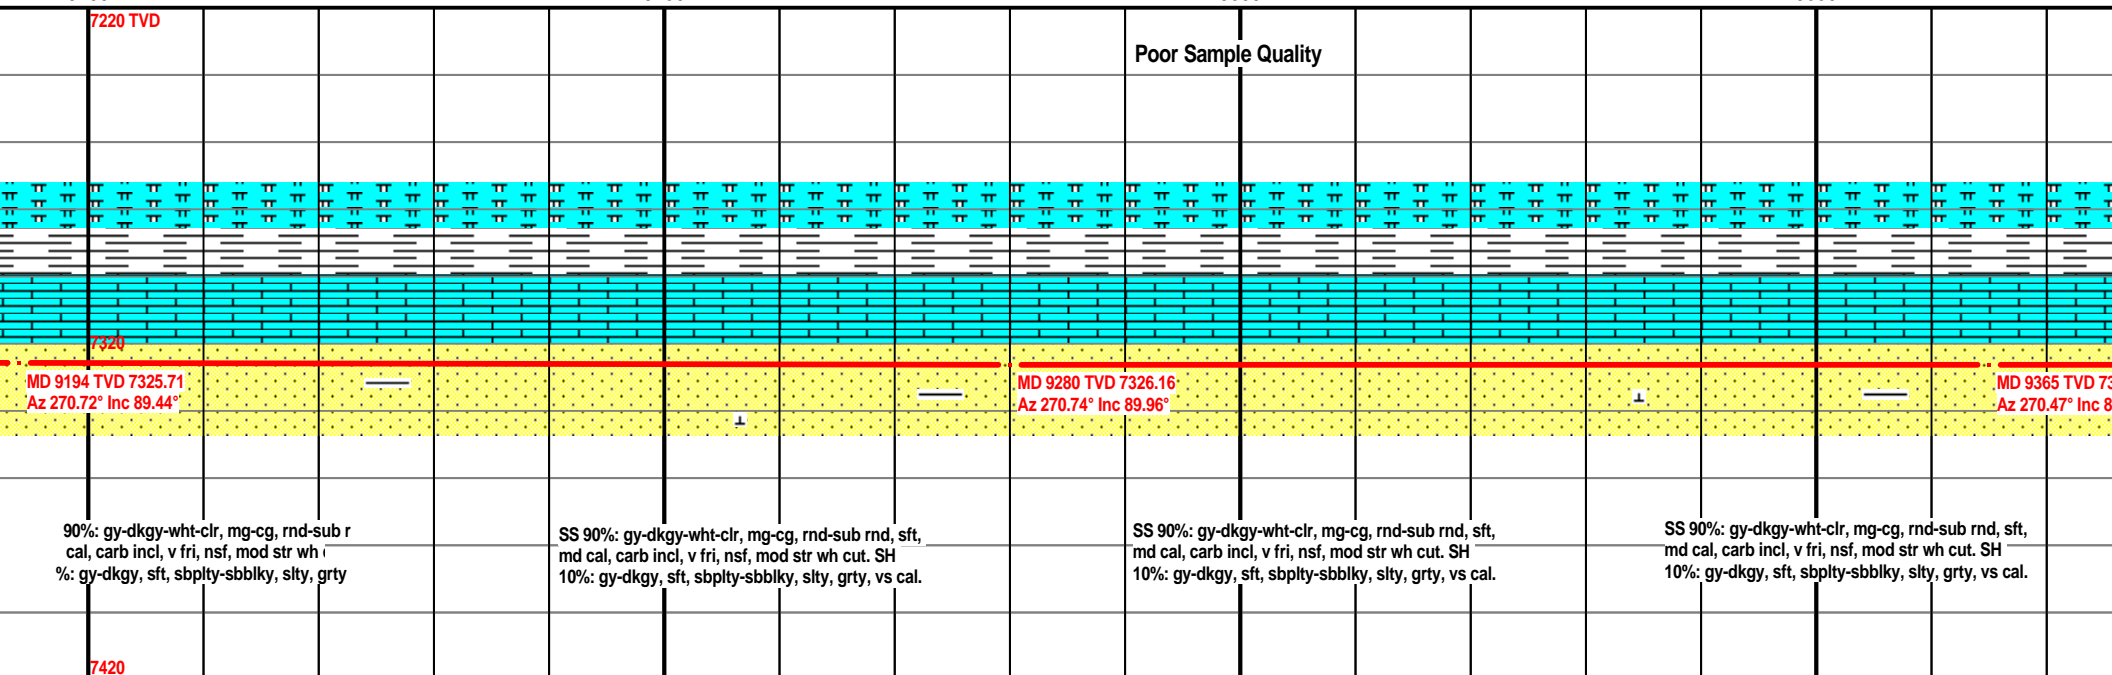 7220 TVD
Poor Sample Quality
7320
MD 9194 TVD 7325.71
Az 270.72° Inc 89.44°
MD 9280 TVD 7326.16
Az 270.74° Inc 89.96°
MD 9365 TVD 73
Az 270.47° Inc 8
90%: gy-dkgy-wht-clr, mg-cg, rnd-sub r
cal, carb incl, v fri, nsf, mod str wh
%: gy-dkgy, sft, sbplty-sbblky, slty, grty
SS 90%: gy-dkgy-wht-clr, mg-cg, rnd-sub rnd, sft,
md cal, carb incl, v fri, nsf, mod str wh cut. SH
10%: gy-dkgy, sft, sbplty-sbblky, slty, grty, vs cal.
SS 90%: gy-dkgy-wht-clr, mg-cg, rnd-sub rnd, sft,
md cal, carb incl, v fri, nsf, mod str wh cut. SH
10%: gy-dkgy, sft, sbplty-sbblky, slty, grty, vs cal.
SS 90%: gy-dkgy-wht-clr, mg-cg, rnd-sub rnd, sft,
md cal, carb incl, v fri, nsf, mod str wh cut. SH
10%: gy-dkgy, sft, sbplty-sbblky, slty, grty, vs cal.
7420